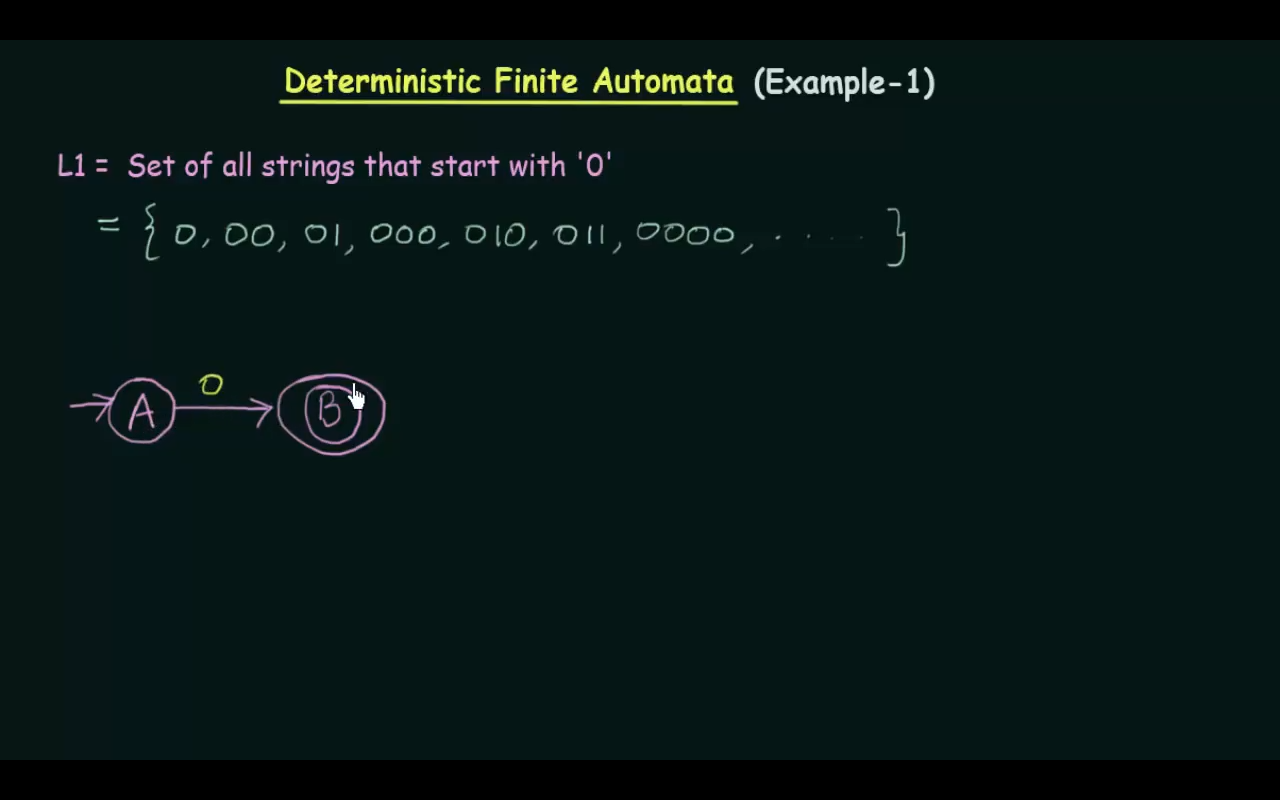 Deterministic Finite Automata (Example-1)
L1 = Set of all strings that start with '0'
= { 0, 00, 01, 000, 010, 011, 0000, ..... }
0
A B